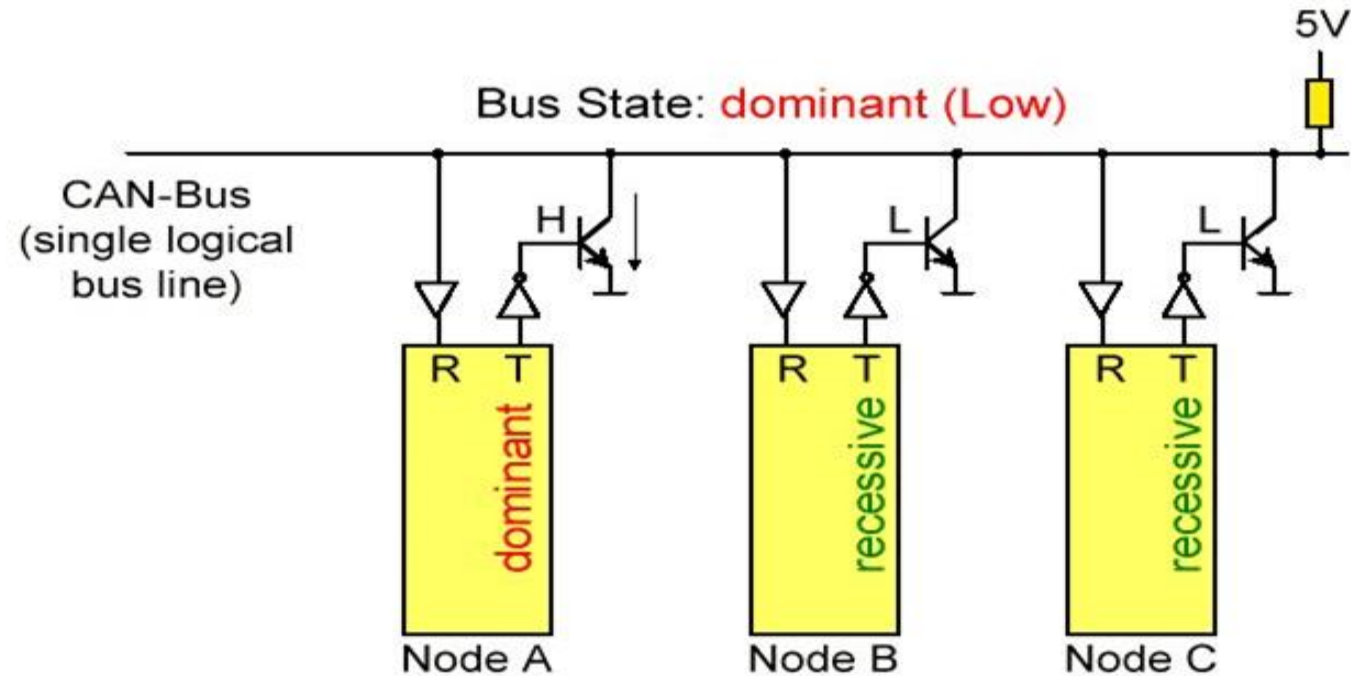 5V
Bus State: dominant (Low)
CAN-Bus
(single logical
bus line)
H
L
L
R T
dominant
R T
recessive
R T
recessive
Node A
Node B
Node C